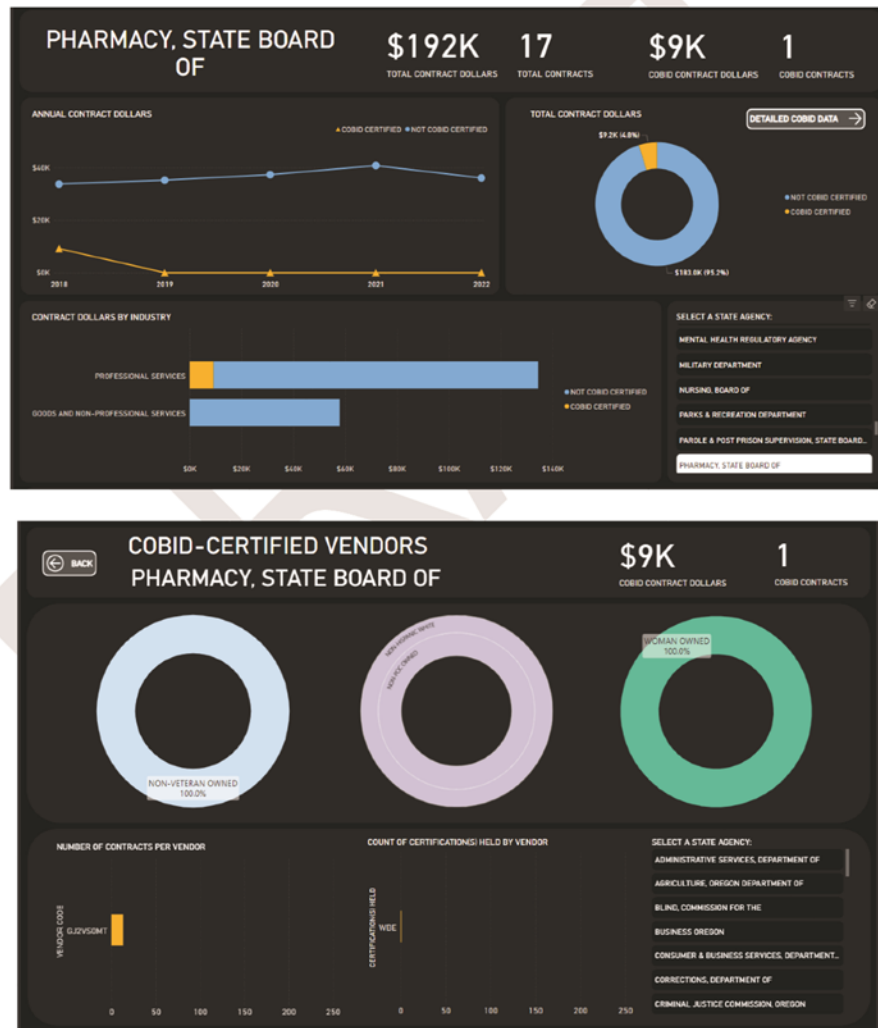 PHARMACY, STATE BOARD
OF
$192K
TOTAL CONTRACT DOLLARS
17
TOTAL CONTRACTS
$9K
COBID CONTRACT DOLLARS
1
COBID CONTRACTS
ANNUAL CONTRACT DOLLARS
COBID CERTIFIED NOT COBID CERTIFIED
$40K
$20K
$0K
2018 2019 2020 2021 2022
TOTAL CONTRACT DOLLARS
DETAILED COBID DATA
$9.2K (4.8%)
NOT COBID CERTIFIED
COBID CERTIFIED
$183.0K (95.2%)
CONTRACT DOLLARS BY INDUSTRY
PROFESSIONAL SERVICES
GOODS AND NON-PROFESSIONAL SERVICES
NOT COBID CERTIFIED
COBID CERTIFIED
$0K $20K $40K $60K $80K $100K $120K $140K
SELECT A STATE AGENCY:
MENTAL HEALTH REGULATORY AGENCY
MILITARY DEPARTMENT
NURSING, BOARD OF
PARKS & RECREATION DEPARTMENT
PAROLE & POST PRISON SUPERVISION, STATE BOARD...
PHARMACY, STATE BOARD OF
BACK
COBID-CERTIFIED VENDORS
PHARMACY, STATE BOARD OF
$9K
COBID CONTRACT DOLLARS
1
COBID CONTRACTS
NON-VETERAN OWNED
100.0%
NON-HISPANIC WHITE
NON-POC OWNED
WOMAN OWNED
100.0%
NUMBER OF CONTRACTS PER VENDOR
VENDOR CODE
0 50 100 150 200 250
COUNT OF CERTIFICATION(S) HELD BY VENDOR
CERTIFICATION(S) HELD
WBE
0 50 100 150 200 250
SELECT A STATE AGENCY:
ADMINISTRATIVE SERVICES, DEPARTMENT OF
AGRICULTURE, OREGON DEPARTMENT OF
BLIND, COMMISSION FOR THE
BUSINESS OREGON
CONSUMER & BUSINESS SERVICES, DEPARTMENT...
CORRECTIONS, DEPARTMENT OF
CRIMINAL JUSTICE COMMISSION, OREGON